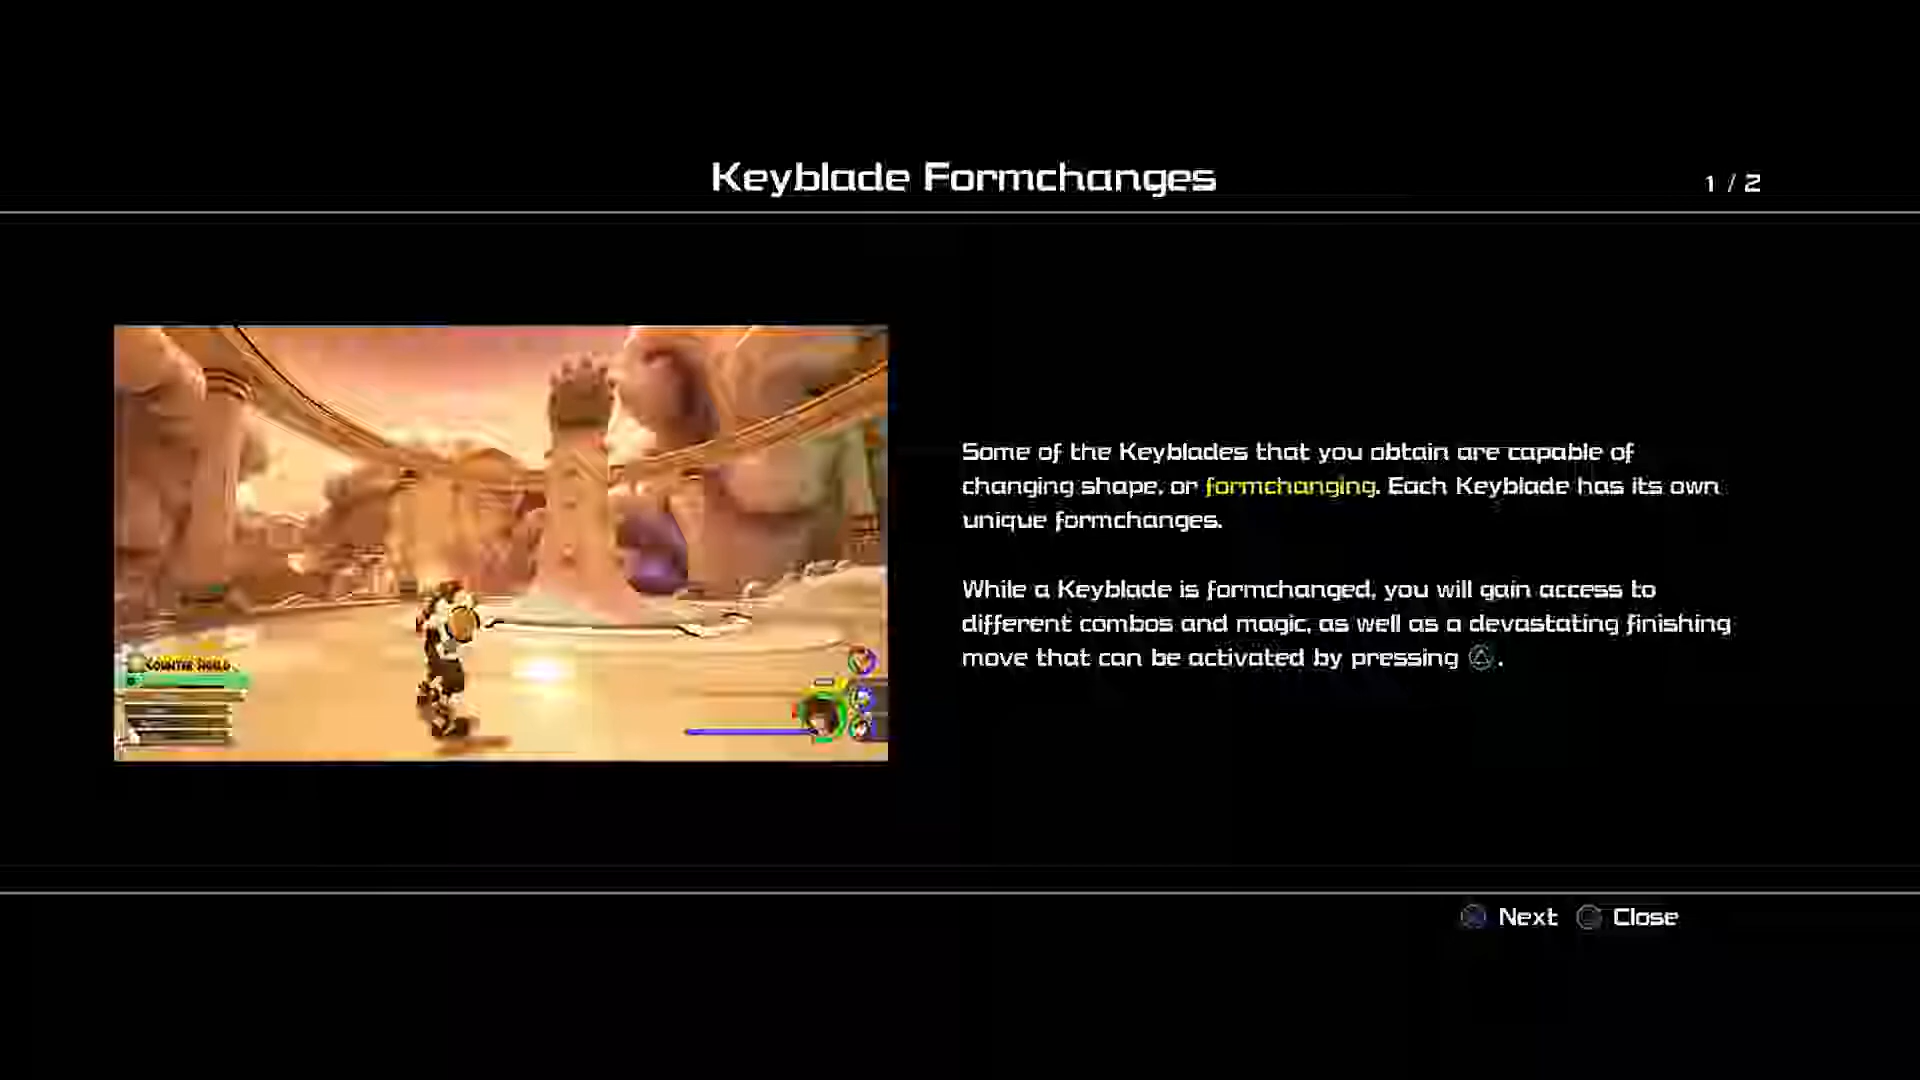 Keyblade Formchanges
1 / 2
Some of the Keyblades that you obtain are capable of
changing shape, or formchanging. Each Keyblade has its own
unique formchanges.
While a Keyblade is formchanged, you will gain access to
different combos and magic, as well as a devastating finishing
move that can be activated by pressing .
Counter Shield
Next Close